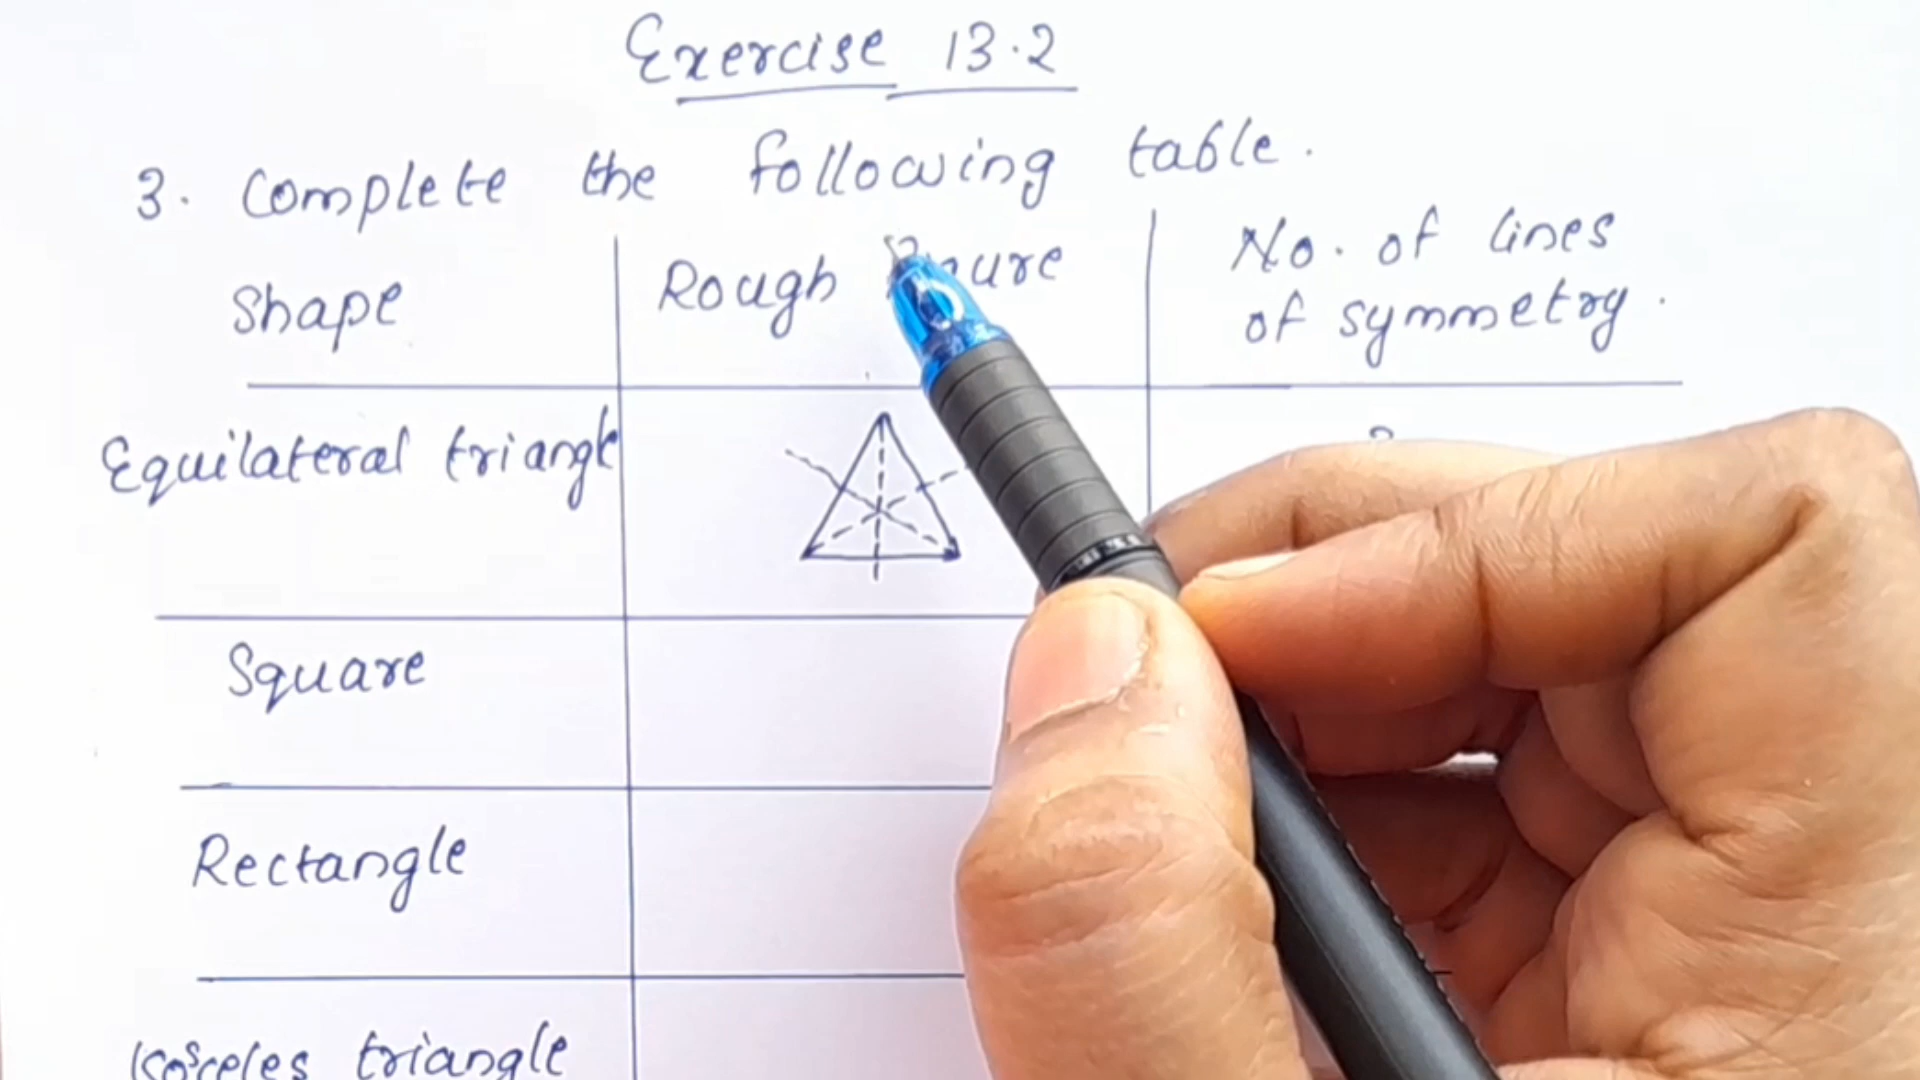 Exercise 13.2
3. Complete the following table.
Shape
Rough
No. of lines
of symmetry.
Equilateral triangle
Square
Rectangle
Isosceles triangle